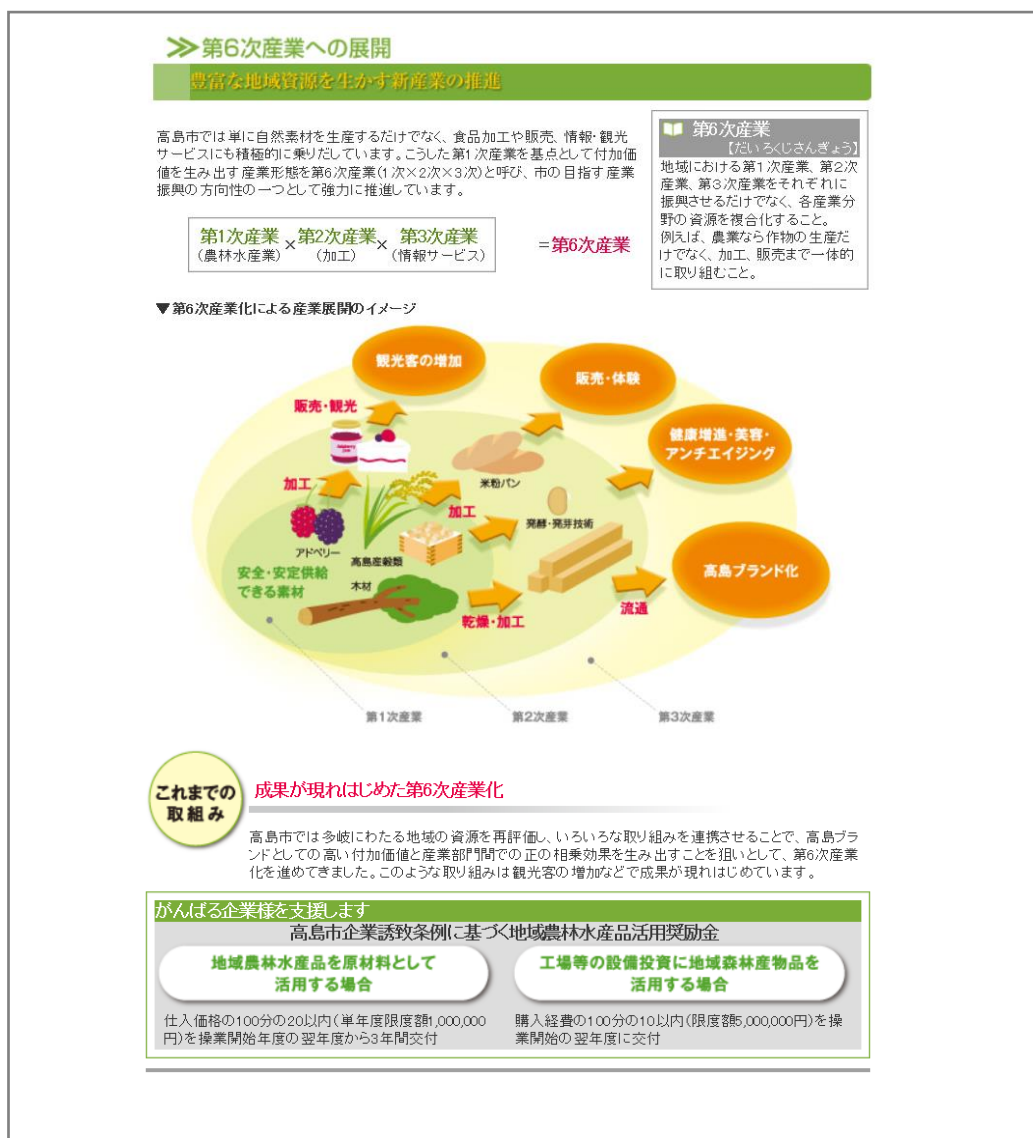 ≫第6次産業への展開
豊富な地域資源を生かす新産業の推進
高島市では単に自然素材を生産するだけでなく、食品加工や販売、情報・観光
サービスにも積極的に乗りだしています。こうした第1次産業を基点として付加価
値を生み出す産業形態を第6次産業(1次×2次×3次)と呼び、市の目指す産業
振興の方向性の一つとして強力に推進しています。
第1次産業×第2次産業×第3次産業 =第6次産業
(農林水産業) (加工) (情報サービス)
第6次産業
【だいろくじさんぎょう】
地域における第1次産業、第2次
産業、第3次産業をそれぞれに
振興させるだけでなく、各産業分
野の資源を複合化すること。
例えば、農業なら作物の生産だ
けでなく、加工、販売まで一体的
に取り組むこと。
▼第6次産業化による産業展開のイメージ
観光客の増加
販売・体験
販売・観光
健康増進・美容・
アンチエイジング
加工
米粉パン
加工
発酵・発芽技術
アドベリー
高島産穀類
安全・安定供給
できる素材
木材
高島ブランド化
乾燥・加工
流通
第1次産業
第2次産業
第3次産業
これまでの
取組み
成果が現れはじめた第6次産業化
高島市では多岐にわたる地域の資源を再評価し、いろいろな取り組みを連携させることで、高島ブラ
ンドとしての高い付加価値と産業部門間での正の相乗効果を生み出すことを狙いとして、第6次産業
化を進めてきました。このような取り組みは観光客の増加などで成果が現れはじめています。
がんばる企業様を支援します
高島市企業誘致条例に基づく地域農林水産品活用奨励金
地域農林水産品を原材料として
活用する場合
仕入価格の100分の20以内(単年度限度額1,000,000
円)を操業開始年度の翌年度から3年間交付
工場等の設備投資に地域森林産物品を
活用する場合
購入経費の100分の10以内(限度額5,000,000円)を操
業開始の翌年度に交付